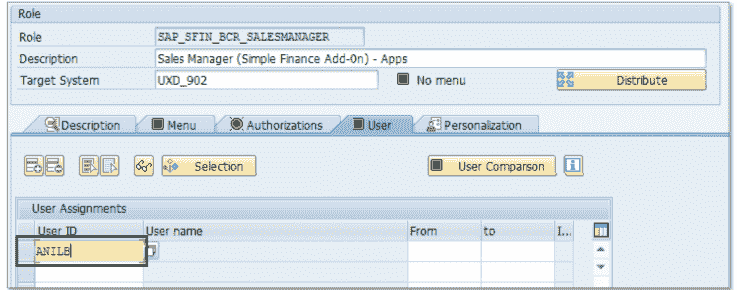 Role
Role SAP_SFIN_BCR_SALESMANAGER
Description Sales Manager (Simple Finance Add-On) - Apps
Target System UXD_902 No menu Distribute
Description Menu Authorizations User Personalization
Selection User Comparison
User Assignments
User ID User name From to I...
ANILB